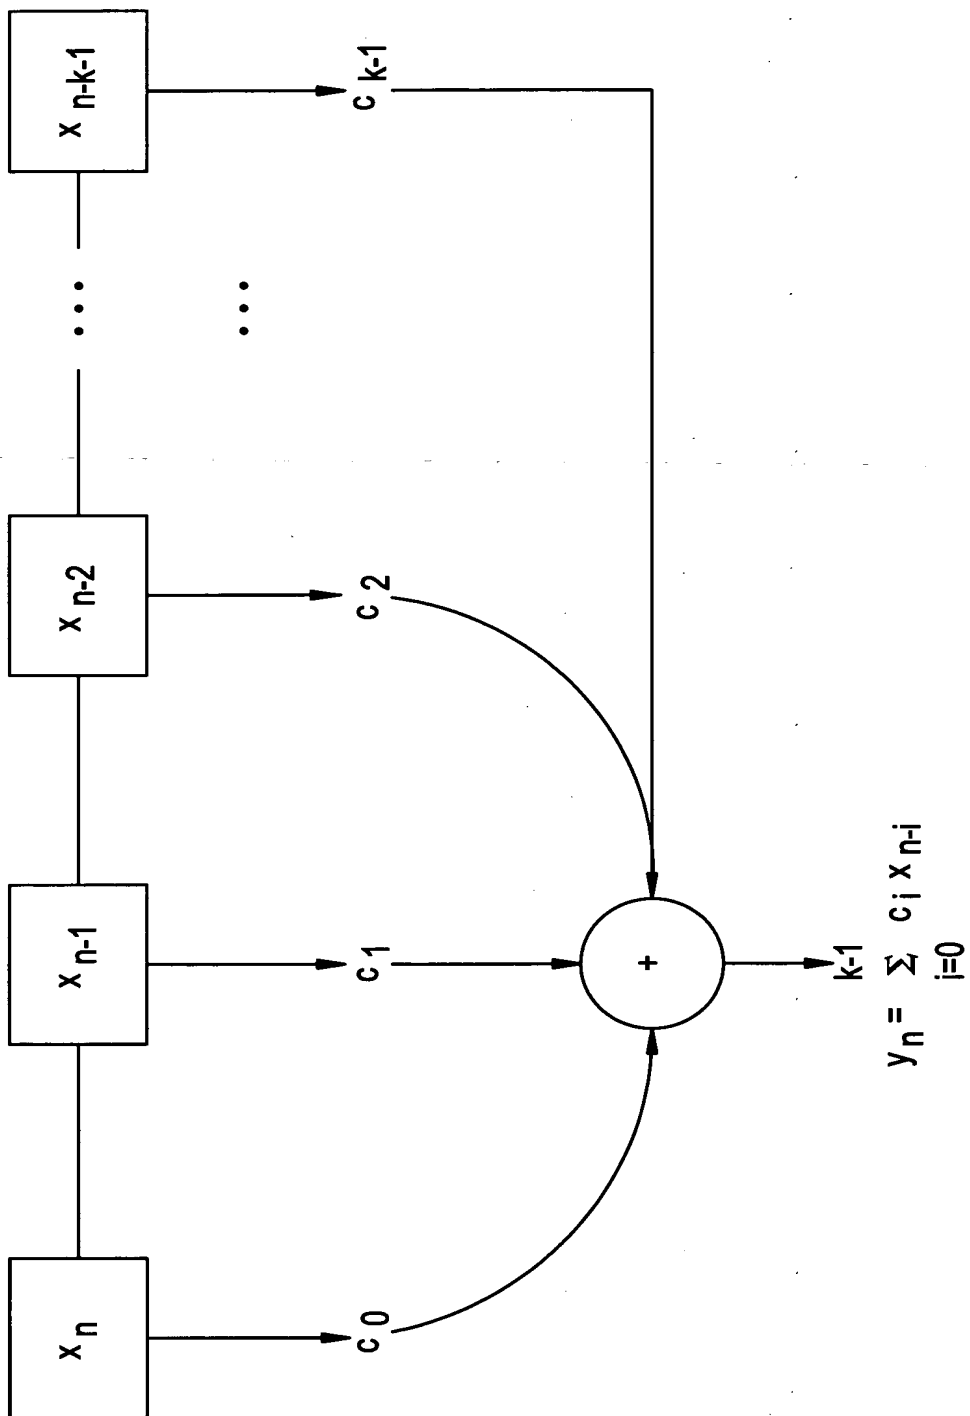 x n
x n-1
x n-2
• • •
x n-k-1
c 0
c 1
c 2
• • •
c k-1
+
k-1
y n = Σ c i x n-i
i=0